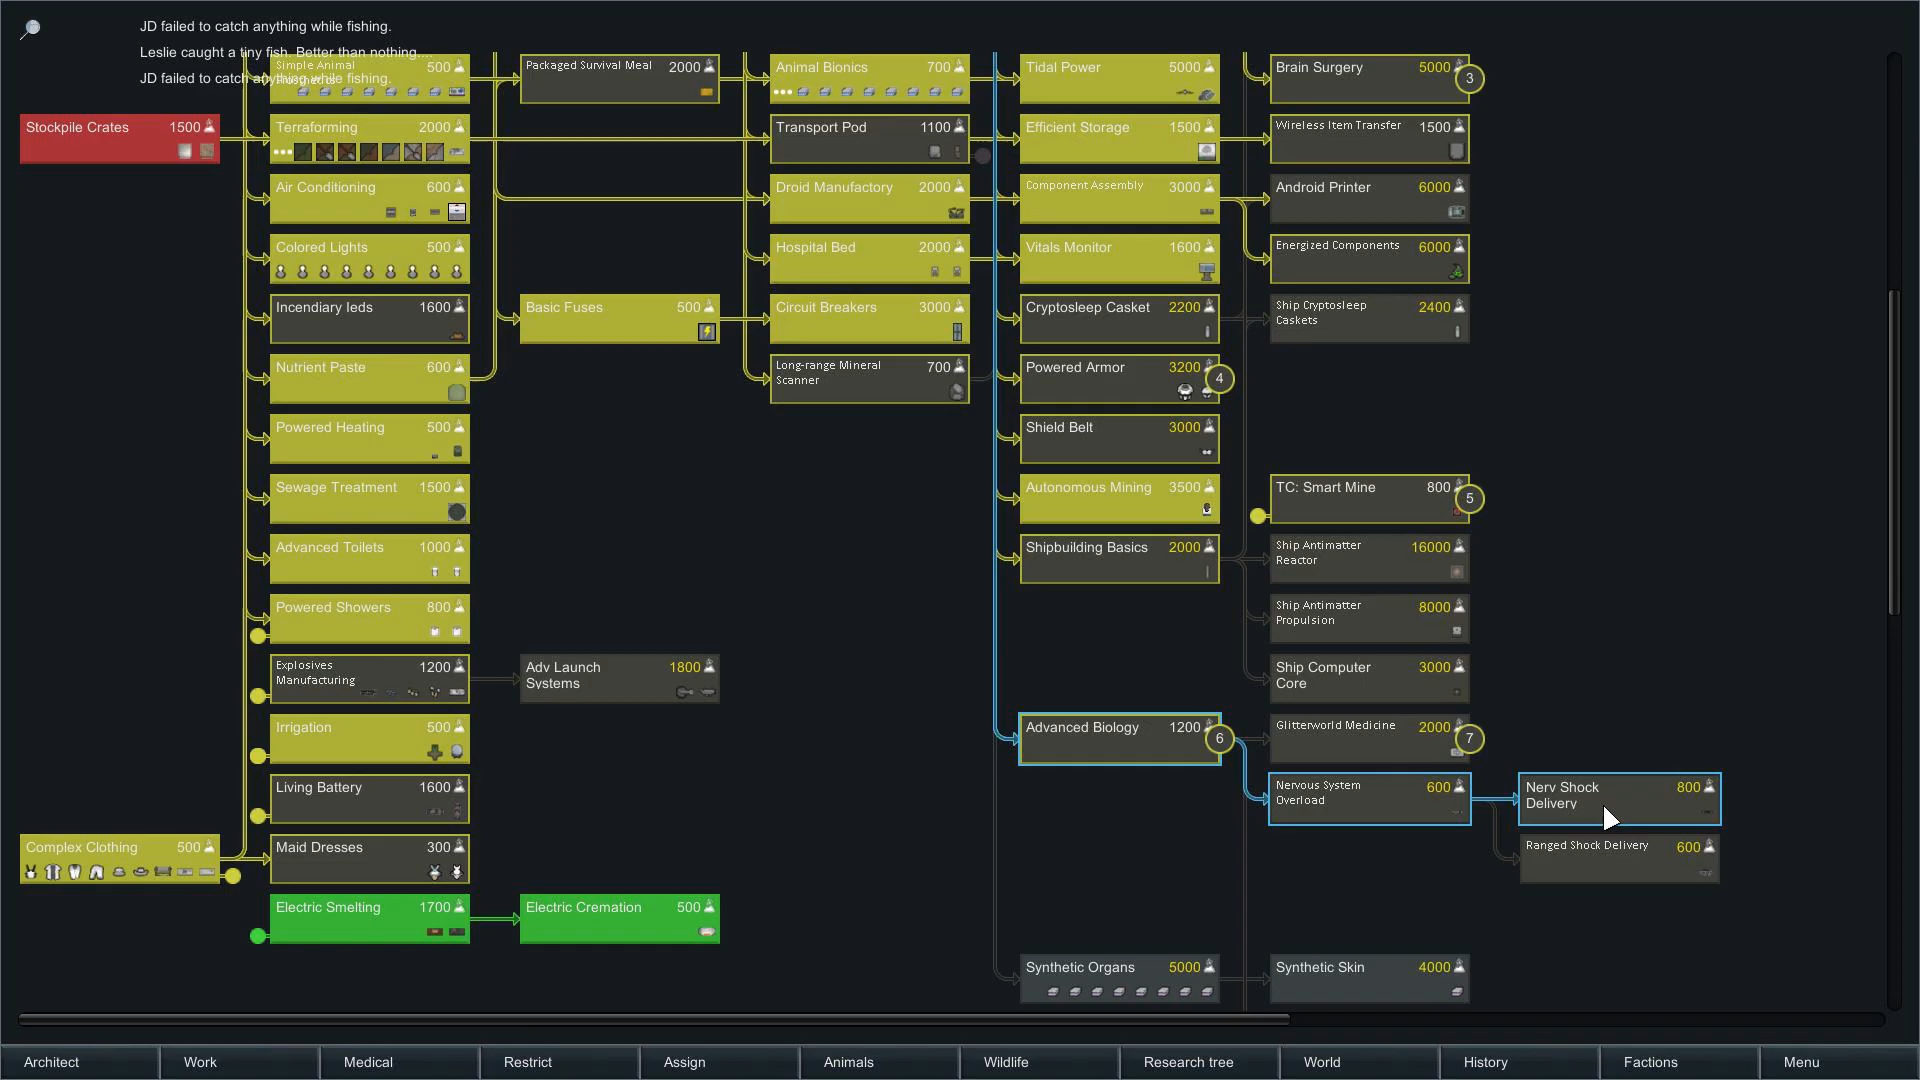 JD failed to catch anything while fishing.
Leslie caught a tiny fish. Better than nothing....
JD failed to catch anything while fishing.
Simple Animal 500
Packaged Survival Meal 2000
Animal Bionics 700
Tidal Power 5000
Brain Surgery 5000
3
Stockpile Crates 1500
Terraforming 2000
Transport Pod 1100
Efficient Storage 1500
Wireless Item Transfer 1500
Air Conditioning 600
Droid Manufactory 2000
Component Assembly 3000
Android Printer 6000
Colored Lights 500
Hospital Bed 2000
Vitals Monitor 1600
Energized Components 6000
Incendiary Ieds 1600
Basic Fuses 500
Circuit Breakers 3000
Cryptosleep Casket 2200
Ship Cryptosleep
Caskets 2400
Nutrient Paste 600
Long-range Mineral
Scanner 700
Powered Armor 3200
4
Powered Heating 500
Shield Belt 3000
Sewage Treatment 1500
Autonomous Mining 3500
TC: Smart Mine 800
5
Advanced Toilets 1000
Shipbuilding Basics 2000
Ship Antimatter
Reactor 16000
Powered Showers 800
Ship Antimatter
Propulsion 8000
Explosives
Manufacturing 1200
Adv Launch
Systems 1800
Ship Computer
Core 3000
Irrigation 500
Advanced Biology 1200
6
Glitterworld Medicine 2000
7
Living Battery 1600
Nervous System
Overload 600
Nerv Shock
Delivery 800
Complex Clothing 500
Maid Dresses 300
Ranged Shock Delivery 600
Electric Smelting 1700
Electric Cremation 500
Synthetic Organs 5000
Synthetic Skin 4000
Architect
Work
Medical
Restrict
Assign
Animals
Wildlife
Research tree
World
History
Factions
Menu